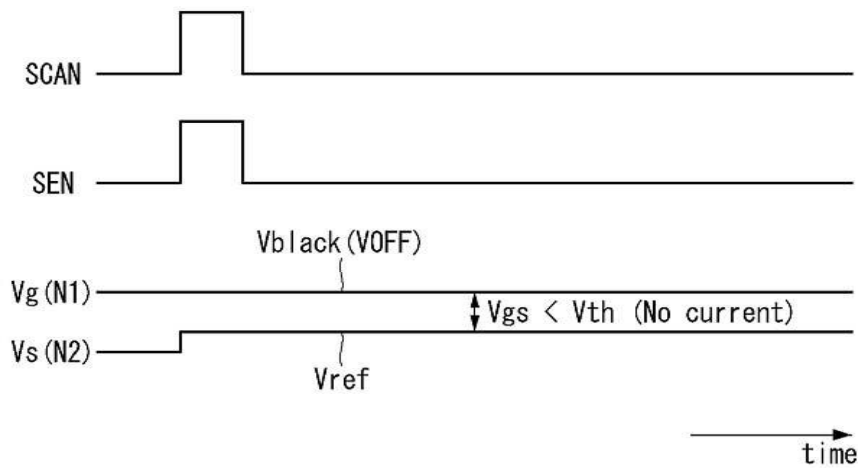 SCAN
SEN
Vblack(VOFF)
Vg(N1)
Vgs < Vth (No current)
Vs(N2)
Vref
time